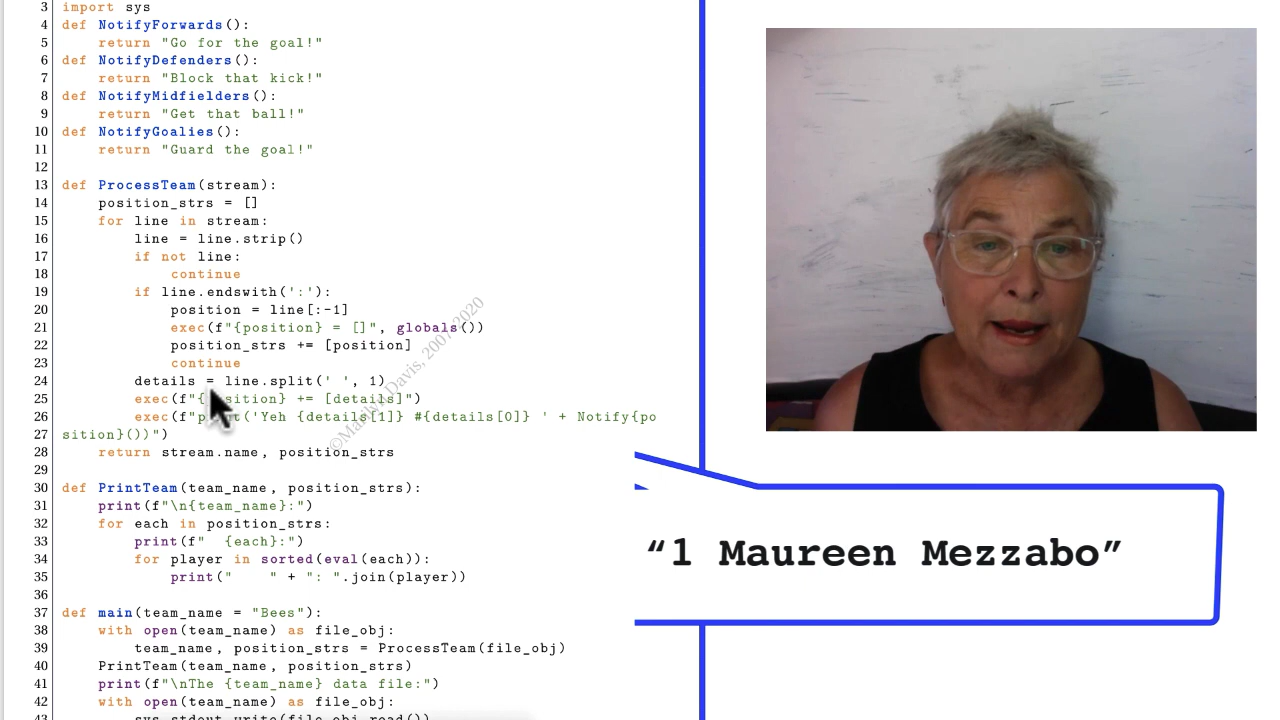 3 import sys
4 def NotifyForwards():
5     return "Go for the goal!"
6 def NotifyDefenders():
7     return "Block that kick!"
8 def NotifyMidfielders():
9     return "Get that ball!"
10 def NotifyGoalies():
11     return "Guard the goal!"
12
13 def ProcessTeam(stream):
14     position_strs = []
15     for line in stream:
16         line = line.strip()
17         if not line:
18             continue
19         if line.endswith(':'):
20             position = line[:-1]
21             exec(f"{position} = []", globals())
22             position_strs += [position]
23             continue
24         details = line.split(' ', 1)
25         exec(f"{position} += [details]")
26         exec(f"print('Yeh {details[1]} #{details[0]} ' + Notify{po
27 sition}())")
28     return stream.name, position_strs
29
30 def PrintTeam(team_name, position_strs):
31     print(f"\n{team_name}:")
32     for each in position_strs:
33         print(f"  {each}:")
34         for player in sorted(eval(each)):
35             print("    " + ": ".join(player))
36
37 def main(team_name = "Bees"):
38     with open(team_name) as file_obj:
39         team_name, position_strs = ProcessTeam(file_obj)
40     PrintTeam(team_name, position_strs)
41     print(f"\nThe {team_name} data file:")
42     with open(team_name) as file_obj:
43         sys.stdout.write(file_obj.read())
“1 Maureen Mezzabo”